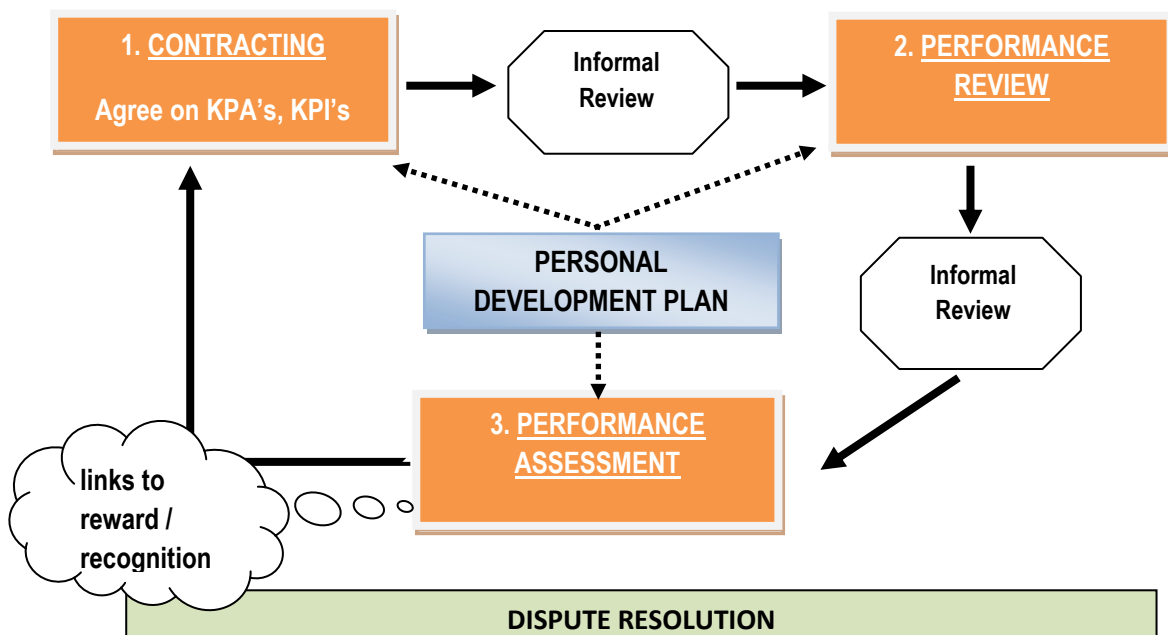 1. CONTRACTING
Agree on KPA's, KPI's
Informal
Review
2. PERFORMANCE
REVIEW
PERSONAL
DEVELOPMENT PLAN
Informal
Review
3. PERFORMANCE
ASSESSMENT
links to
reward /
recognition
DISPUTE RESOLUTION